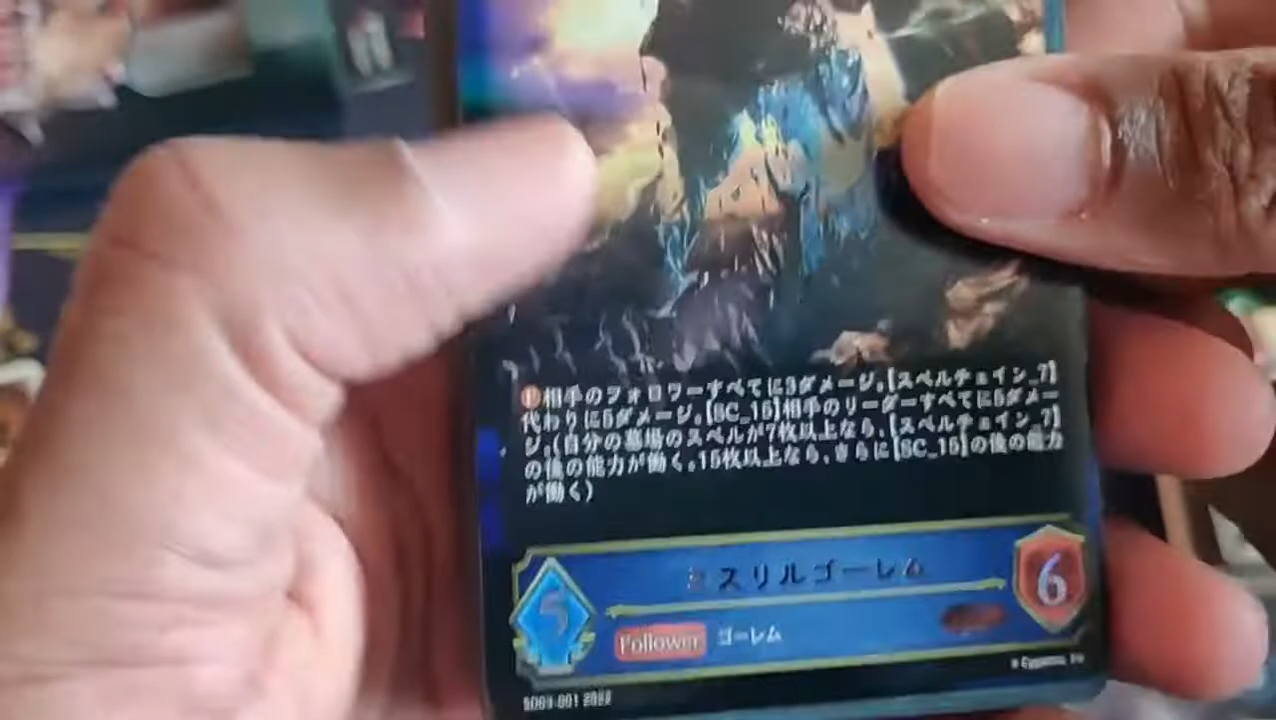 相手のフォロワーすべてに3ダメージ。【スペルチェイン_7】
代わりに5ダメージ。【SC_15】相手のリーダーすべてに5ダメー
ジ。(自分の墓場のスペルが7枚以上なら、【スペルチェイン_7】
の後の能力が働く。15枚以上なら、さらに【SC_15】の後の能力
が働く)
ミスリルゴーレム
5
6
Follower ゴーレム
SD03-001 2022
© Cygames, Inc.